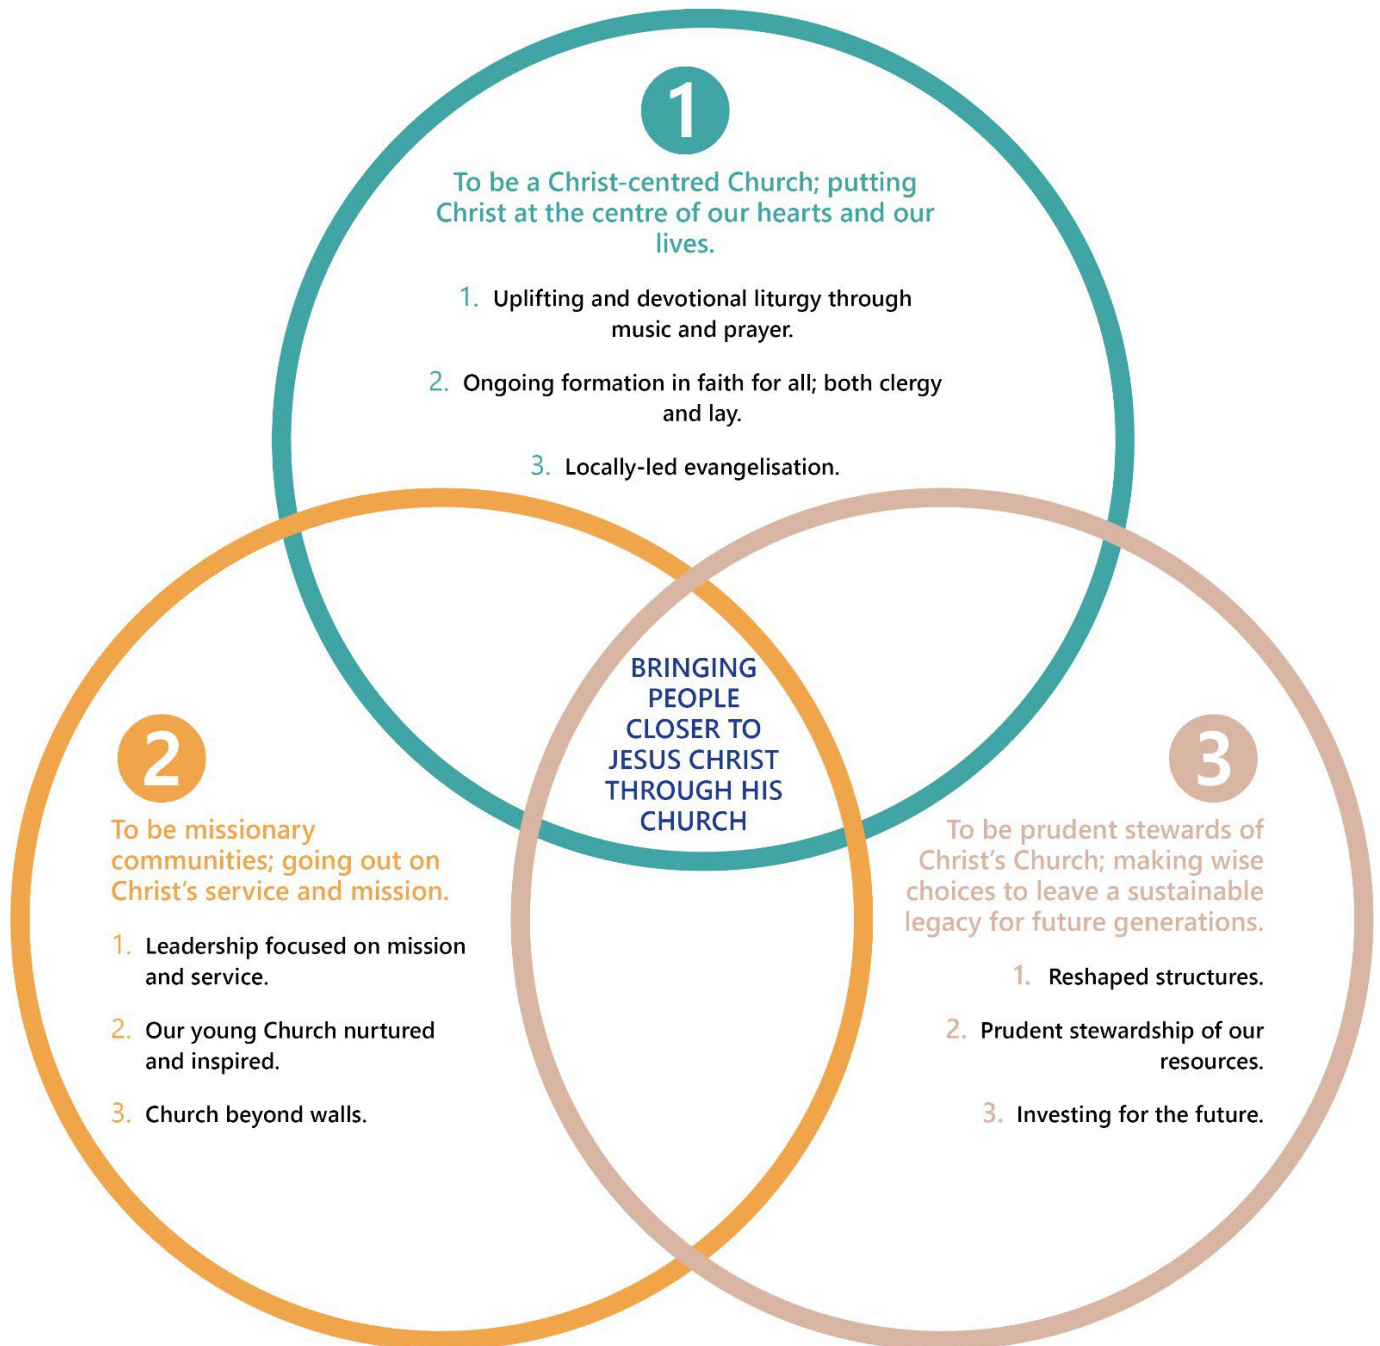 1
To be a Christ-centred Church; putting
Christ at the centre of our hearts and our
lives.
1. Uplifting and devotional liturgy through
music and prayer.
2. Ongoing formation in faith for all; both clergy
and lay.
3. Locally-led evangelisation.
BRINGING
PEOPLE
CLOSER TO
JESUS CHRIST
THROUGH HIS
CHURCH
2
To be missionary
communities; going out on
Christ’s service and mission.
1. Leadership focused on mission
and service.
2. Our young Church nurtured
and inspired.
3. Church beyond walls.
3
To be prudent stewards of
Christ’s Church; making wise
choices to leave a sustainable
legacy for future generations.
1. Reshaped structures.
2. Prudent stewardship of our
resources.
3. Investing for the future.